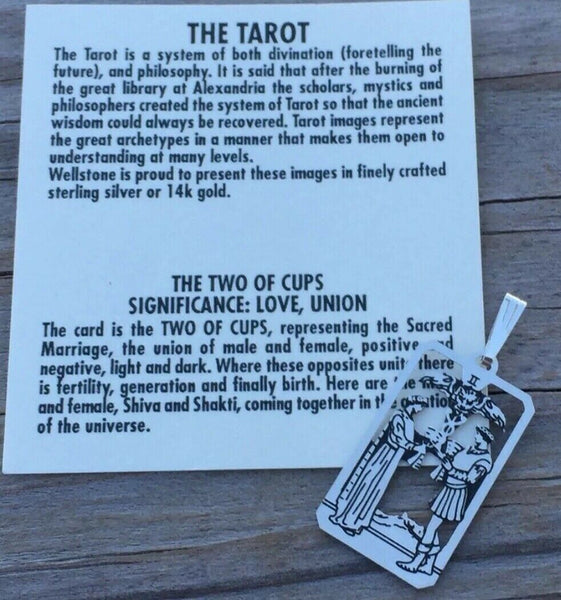 THE TAROT
The Tarot is a system of both divination (foretelling the
future), and philosophy. It is said that after the burning of
the great library at Alexandria the scholars, mystics and
philosophers created the system of Tarot so that the ancient
wisdom could always be recovered. Tarot images represent
the great archetypes in a manner that makes them open to
understanding at many levels.
Wellstone is proud to present these images in finely crafted
sterling silver or 14k gold.
THE TWO OF CUPS
SIGNIFICANCE: LOVE, UNION
The card is the TWO OF CUPS, representing the Sacred
Marriage, the union of male and female, positive
negative, light and dark. Where these opposites there
is fertility, generation and finally birth. Here are
and female, Shiva and Shakti, coming together in
of the universe.
II